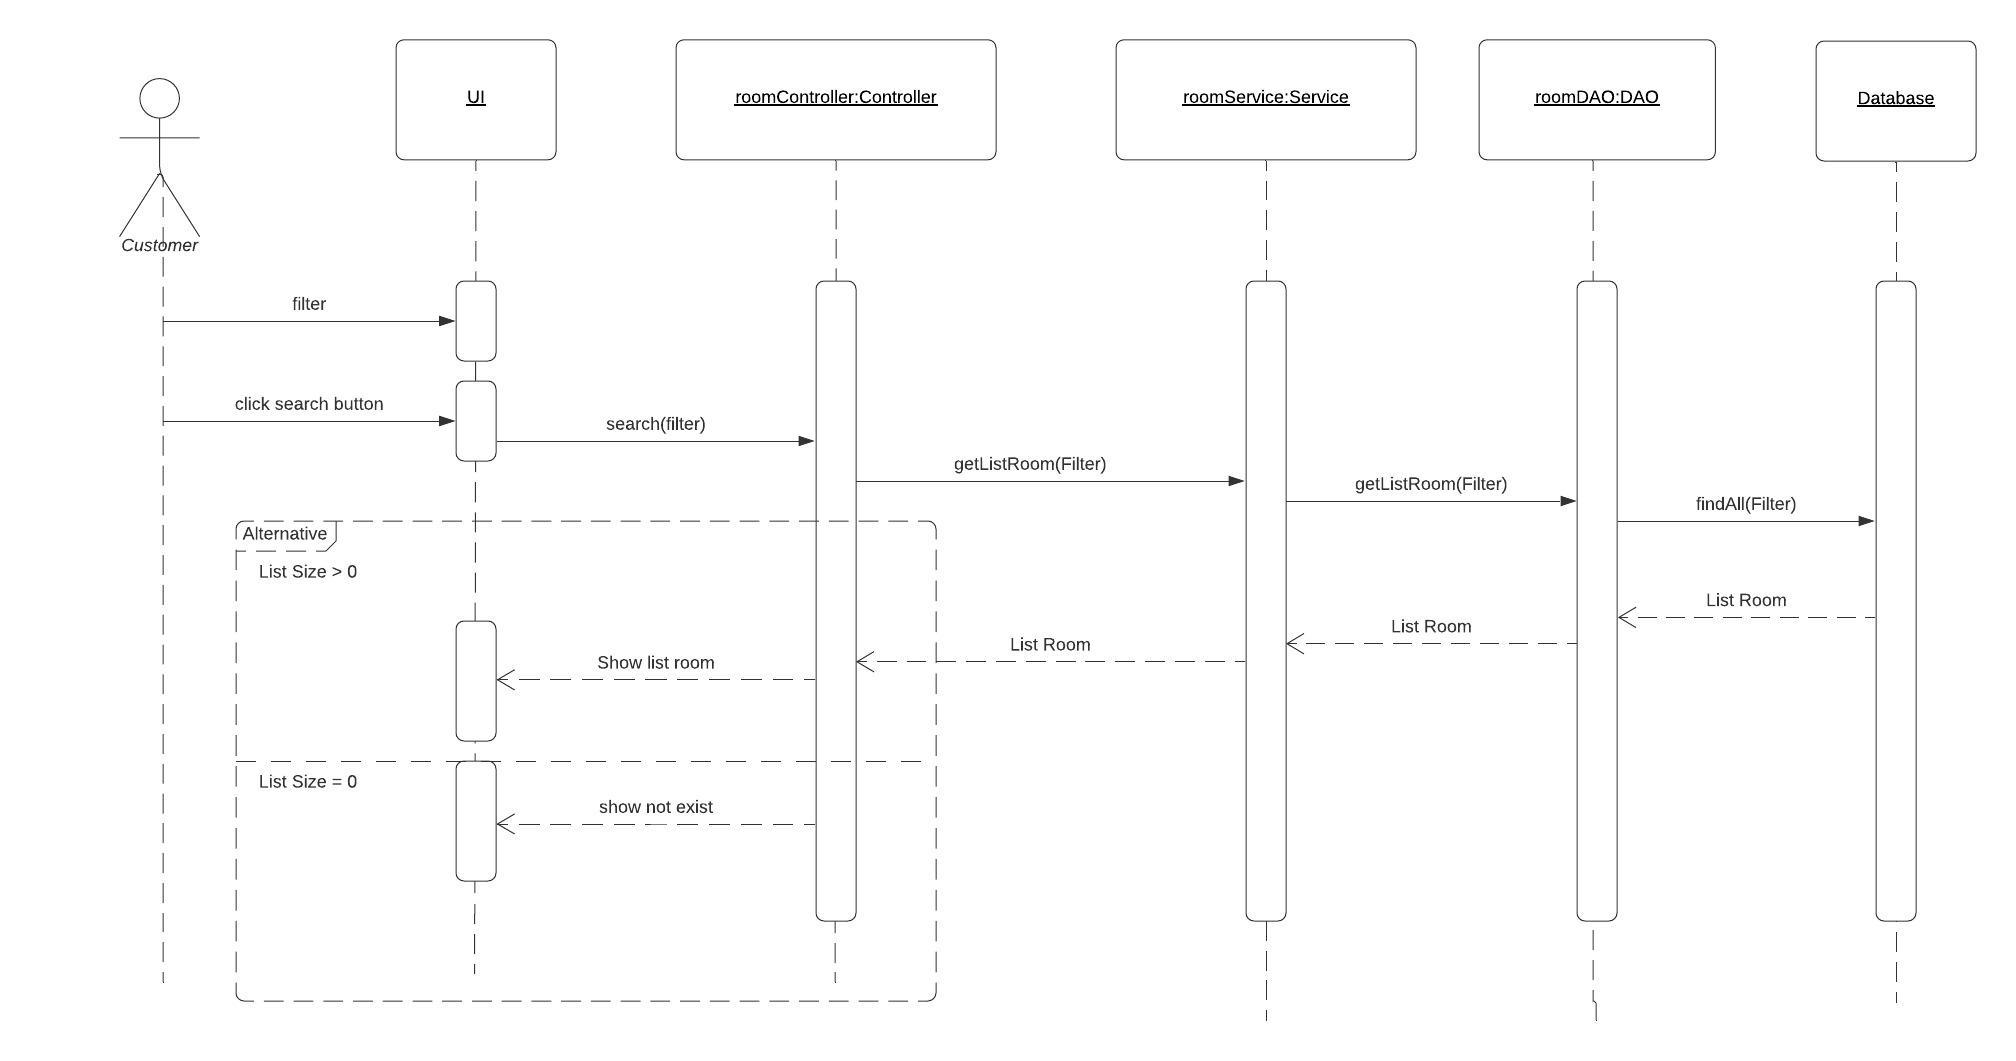 UI
roomController:Controller
roomService:Service
roomDAO:DAO
Database
Customer
filter
click search button
search(filter)
getListRoom(Filter)
getListRoom(Filter)
findAll(Filter)
Alternative
List Size > 0
List Room
List Room
List Room
Show list room
List Size = 0
show not exist